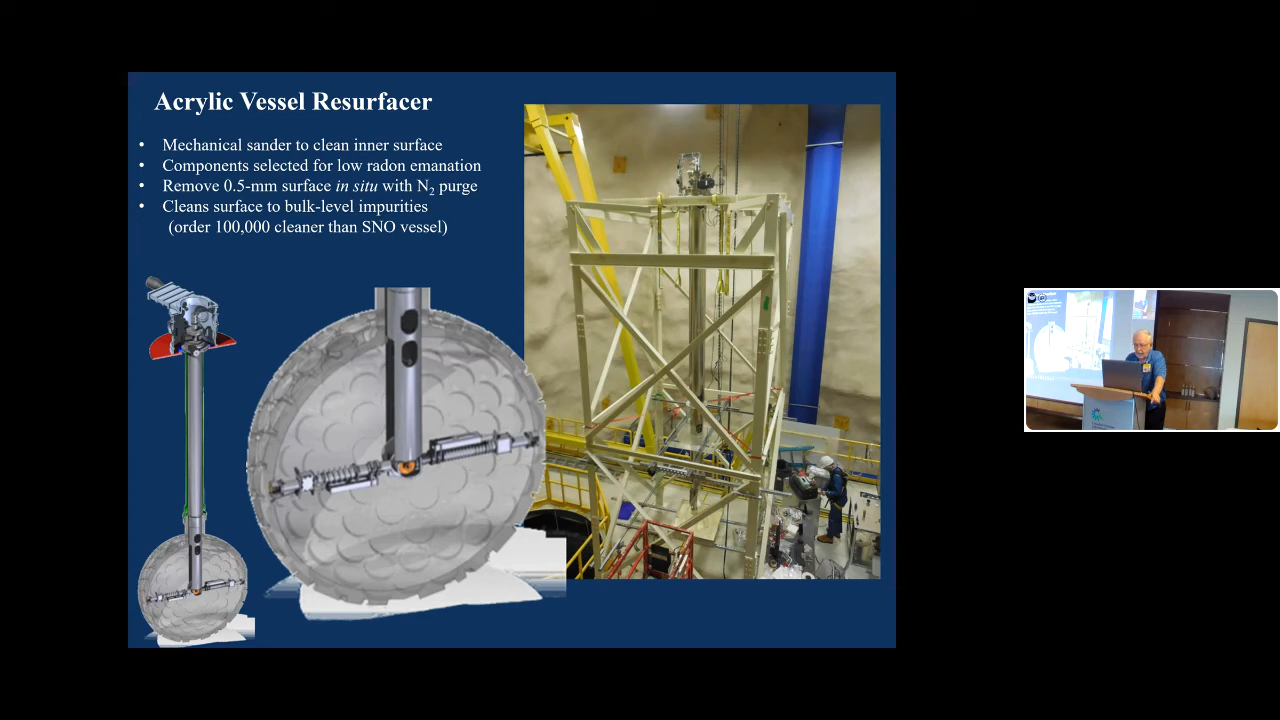 Acrylic Vessel Resurfacer
• Mechanical sander to clean inner surface
• Components selected for low radon emanation
• Remove 0.5-mm surface in situ with N₂ purge
• Cleans surface to bulk-level impurities
(order 100,000 cleaner than SNO vessel)